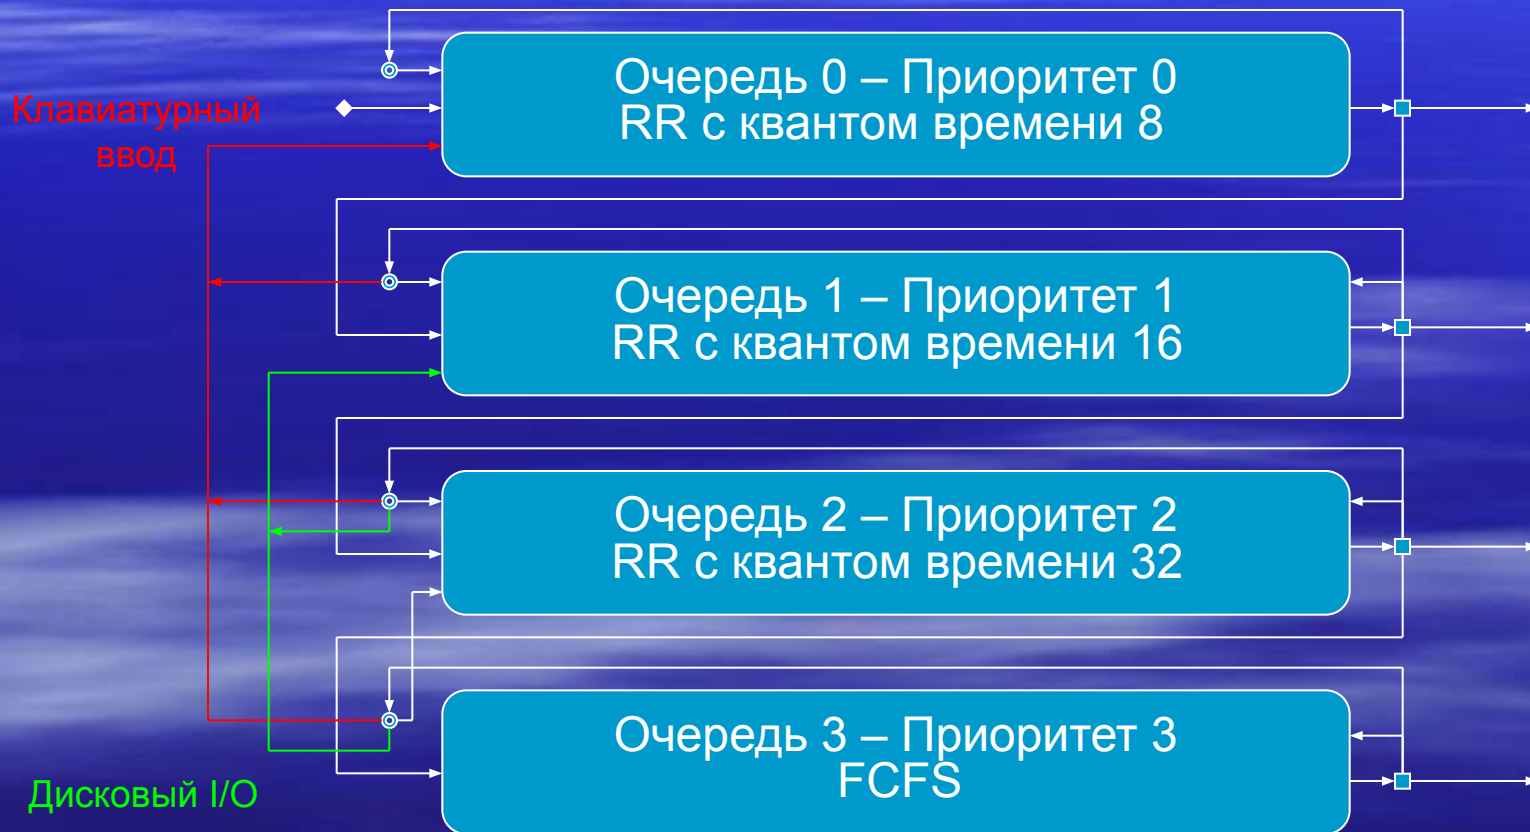 Очередь 0 – Приоритет 0
RR с квантом времени 8
Клавиатурный
ввод
Очередь 1 – Приоритет 1
RR с квантом времени 16
Очередь 2 – Приоритет 2
RR с квантом времени 32
Очередь 3 – Приоритет 3
FCFS
Дисковый I/O